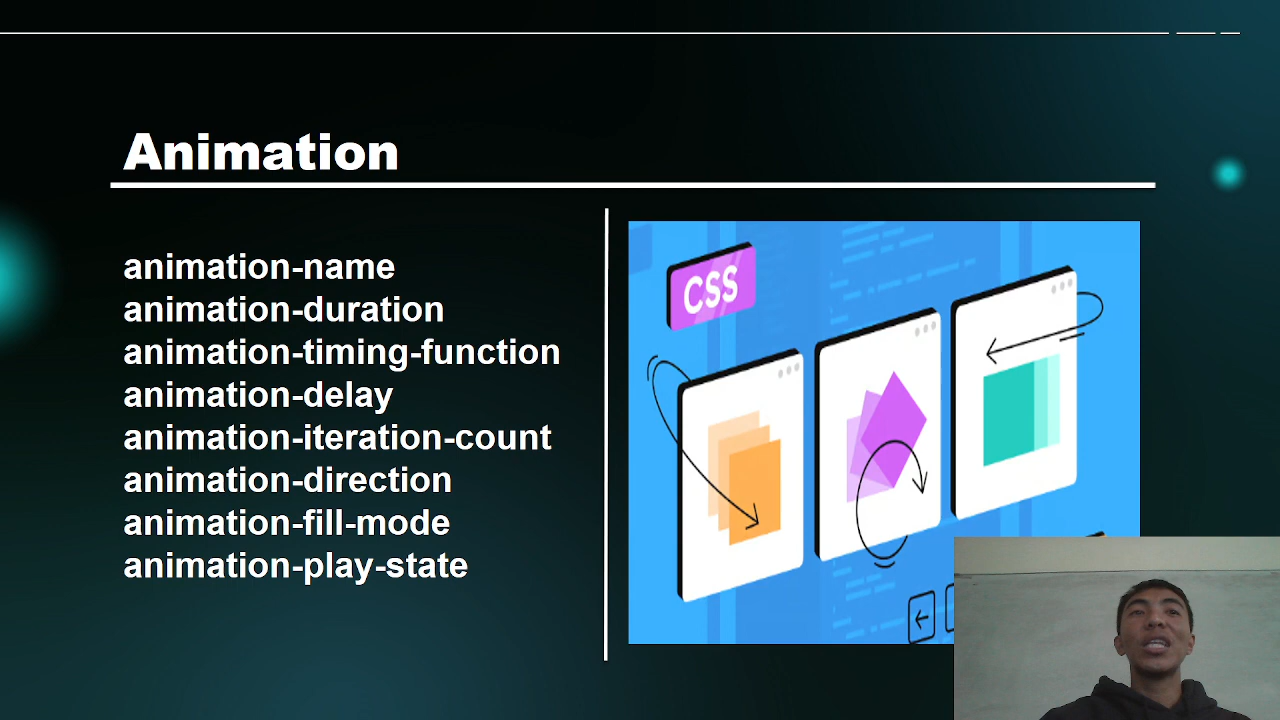 Animation
animation-name
animation-duration
animation-timing-function
animation-delay
animation-iteration-count
animation-direction
animation-fill-mode
animation-play-state
CSS